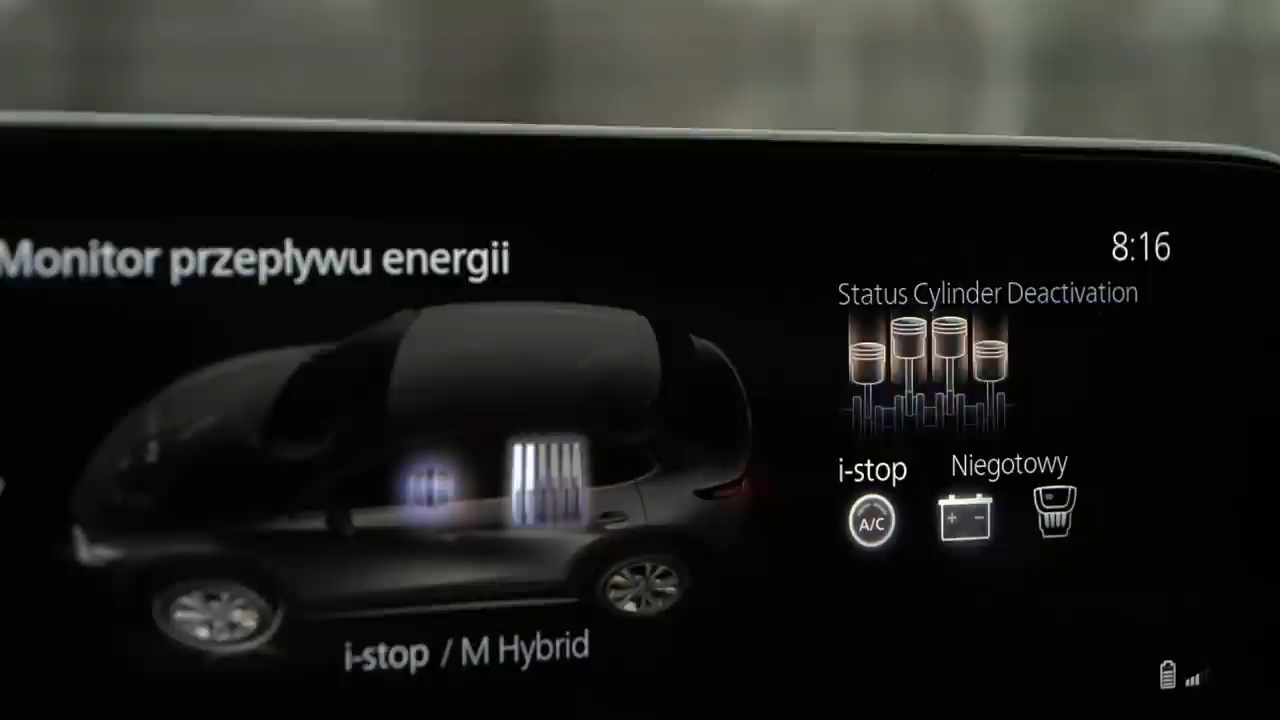 8:16
Monitor przepływu energii
Status Cylinder Deactivation
i-stop Niegotowy
A/C
i-stop / M Hybrid